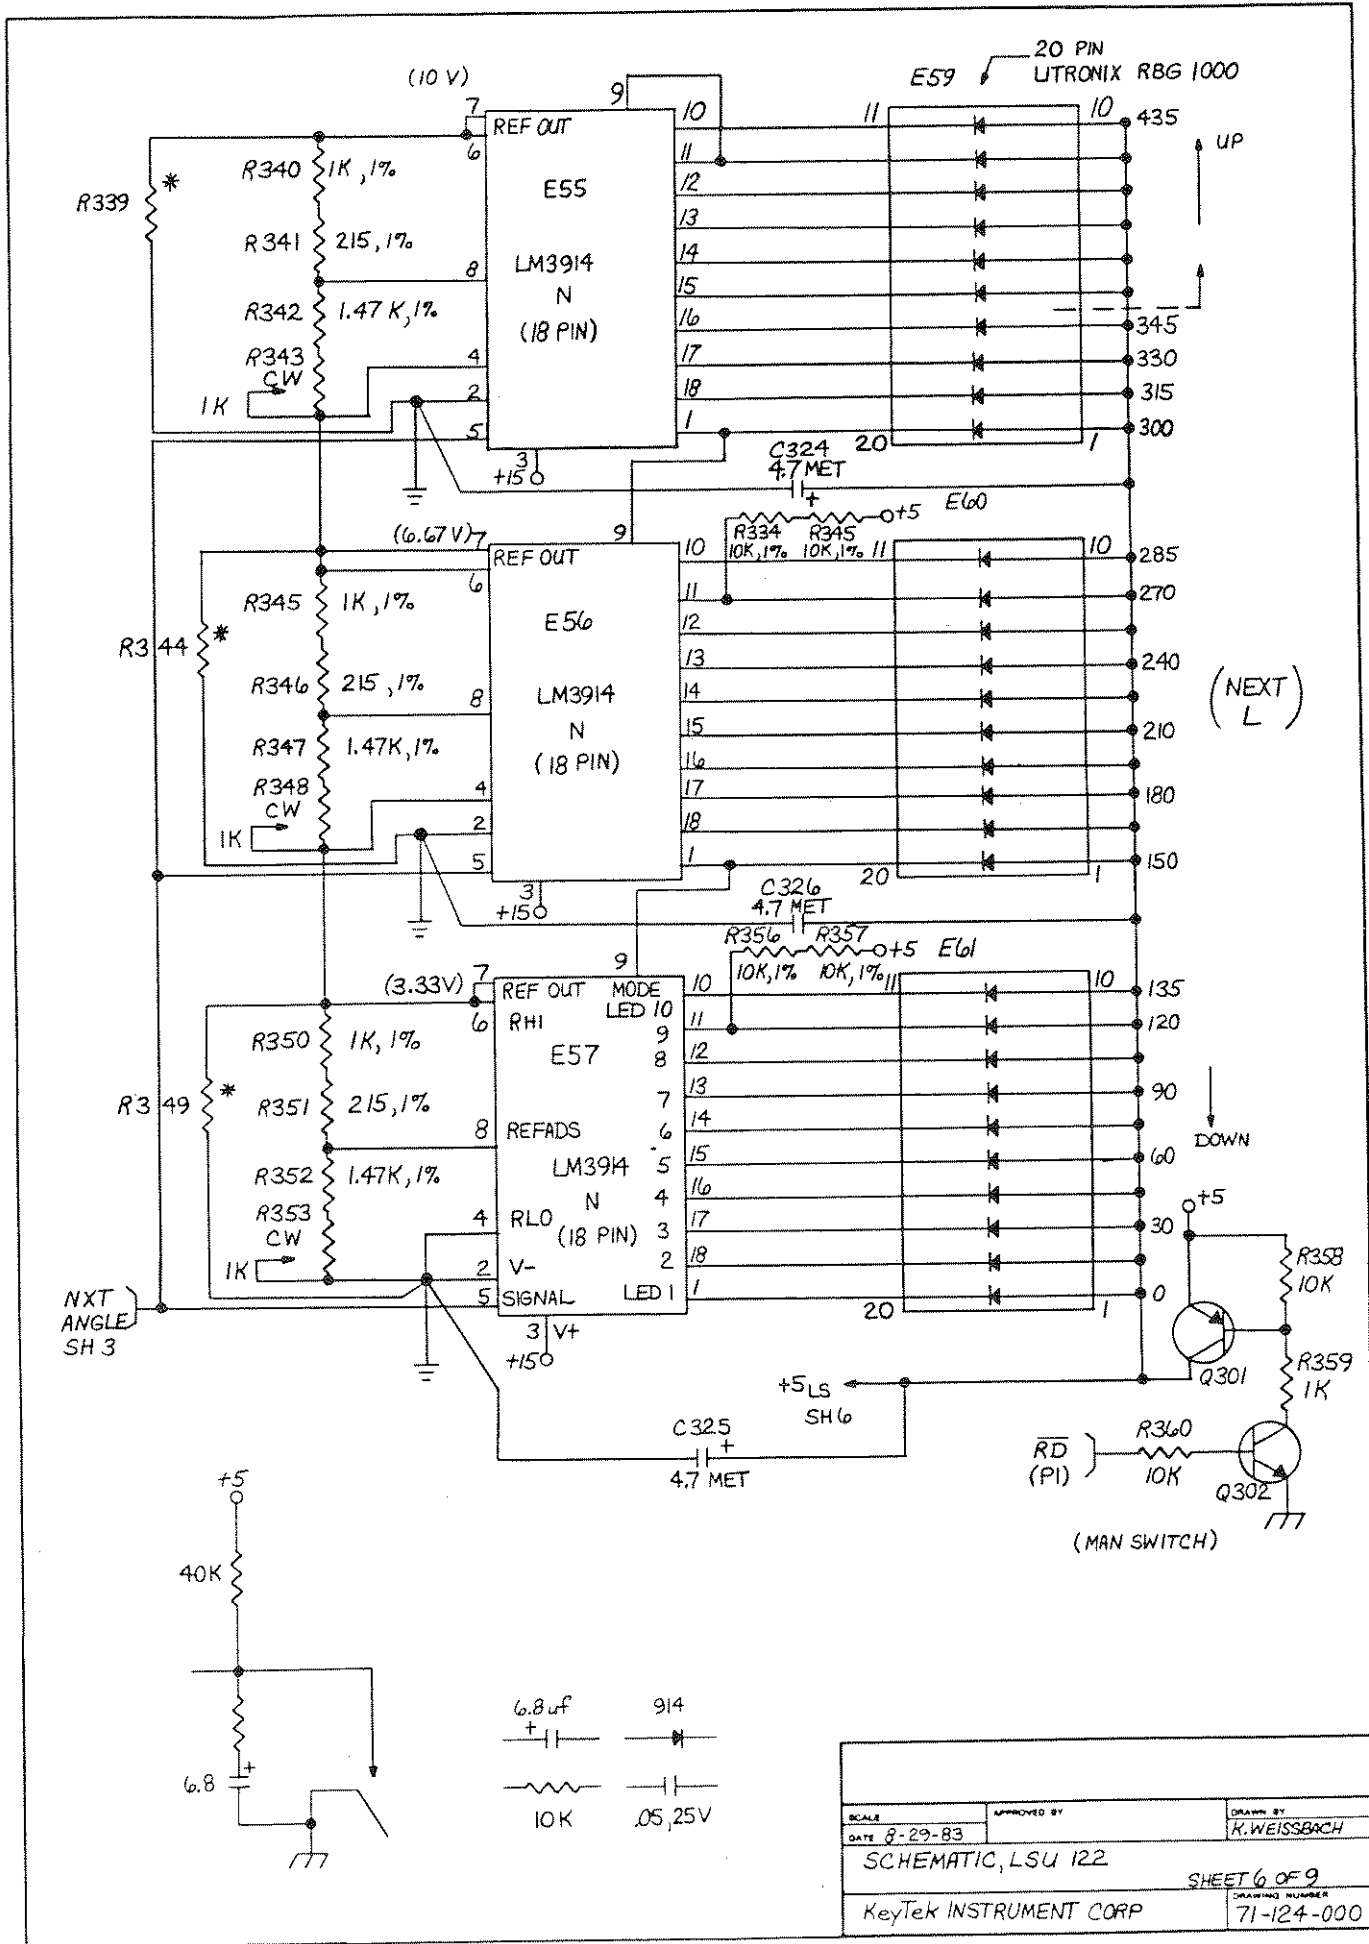 20 PIN
LITRONIX RBG 1000
E59
(10 V)
7
REF OUT
6
9
10
11
10
435
UP
R339 *
R340 1K, 1%
E55
11
12
13
R341 215, 1%
8
LM3914
N
(18 PIN)
14
15
R342 1.47 K, 1%
16
345
R343
CW
1K
4
17
330
2
18
315
5
1
20
1
300
3
+15
C324
4.7 MET
+
E60
(6.67 V)
7
REF OUT
6
9
R334
10K, 1%
R345
10K, 1%
+5
10
11
10
285
R345 1K, 1%
11
270
E56
12
R344 *
13
240
R346 215, 1%
8
LM3914
N
(18 PIN)
14
(NEXT
L)
R347 1.47K, 1%
15
210
16
R348
CW
1K
4
17
180
2
18
5
1
20
1
150
3
+15
C326
4.7 MET
R356
10K, 1%
R357
10K, 1%
+5
E61
(3.33V)
7
REF OUT
9
MODE
10
LED 10
11
10
135
6
RHI
9
11
120
R350 1K, 1%
E57
8
12
R349 *
7
13
90
R351 215, 1%
6
14
DOWN
8
REFADS
5
15
60
R352 1.47K, 1%
LM3914
N
(18 PIN)
4
16
R353
CW
1K
4
RLO
3
17
30
2
V-
2
18
5
SIGNAL
LED 1
1
20
1
0
3 V+
+15
NXT
ANGLE
SH 3
+5
R358
10K
Q301
R359
1K
+5LS
SH 6
C325
+
4.7 MET
RD
(P1)
R360
10K
Q302
(MAN SWITCH)
+5
40K
6.8
+
6.8 uf
+
914
10K
.05, 25V
SCALE
APPROVED BY
DRAWN BY
K. WEISSBACH
DATE 8-29-83
SCHEMATIC, LSU 122
SHEET 6 OF 9
KeyTek INSTRUMENT CORP
DRAWING NUMBER
71-124-000